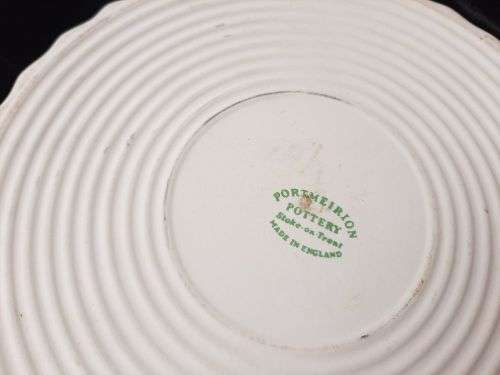 PORTMEIRION
POTTERY
Stoke-on-Trent
MADE IN ENGLAND